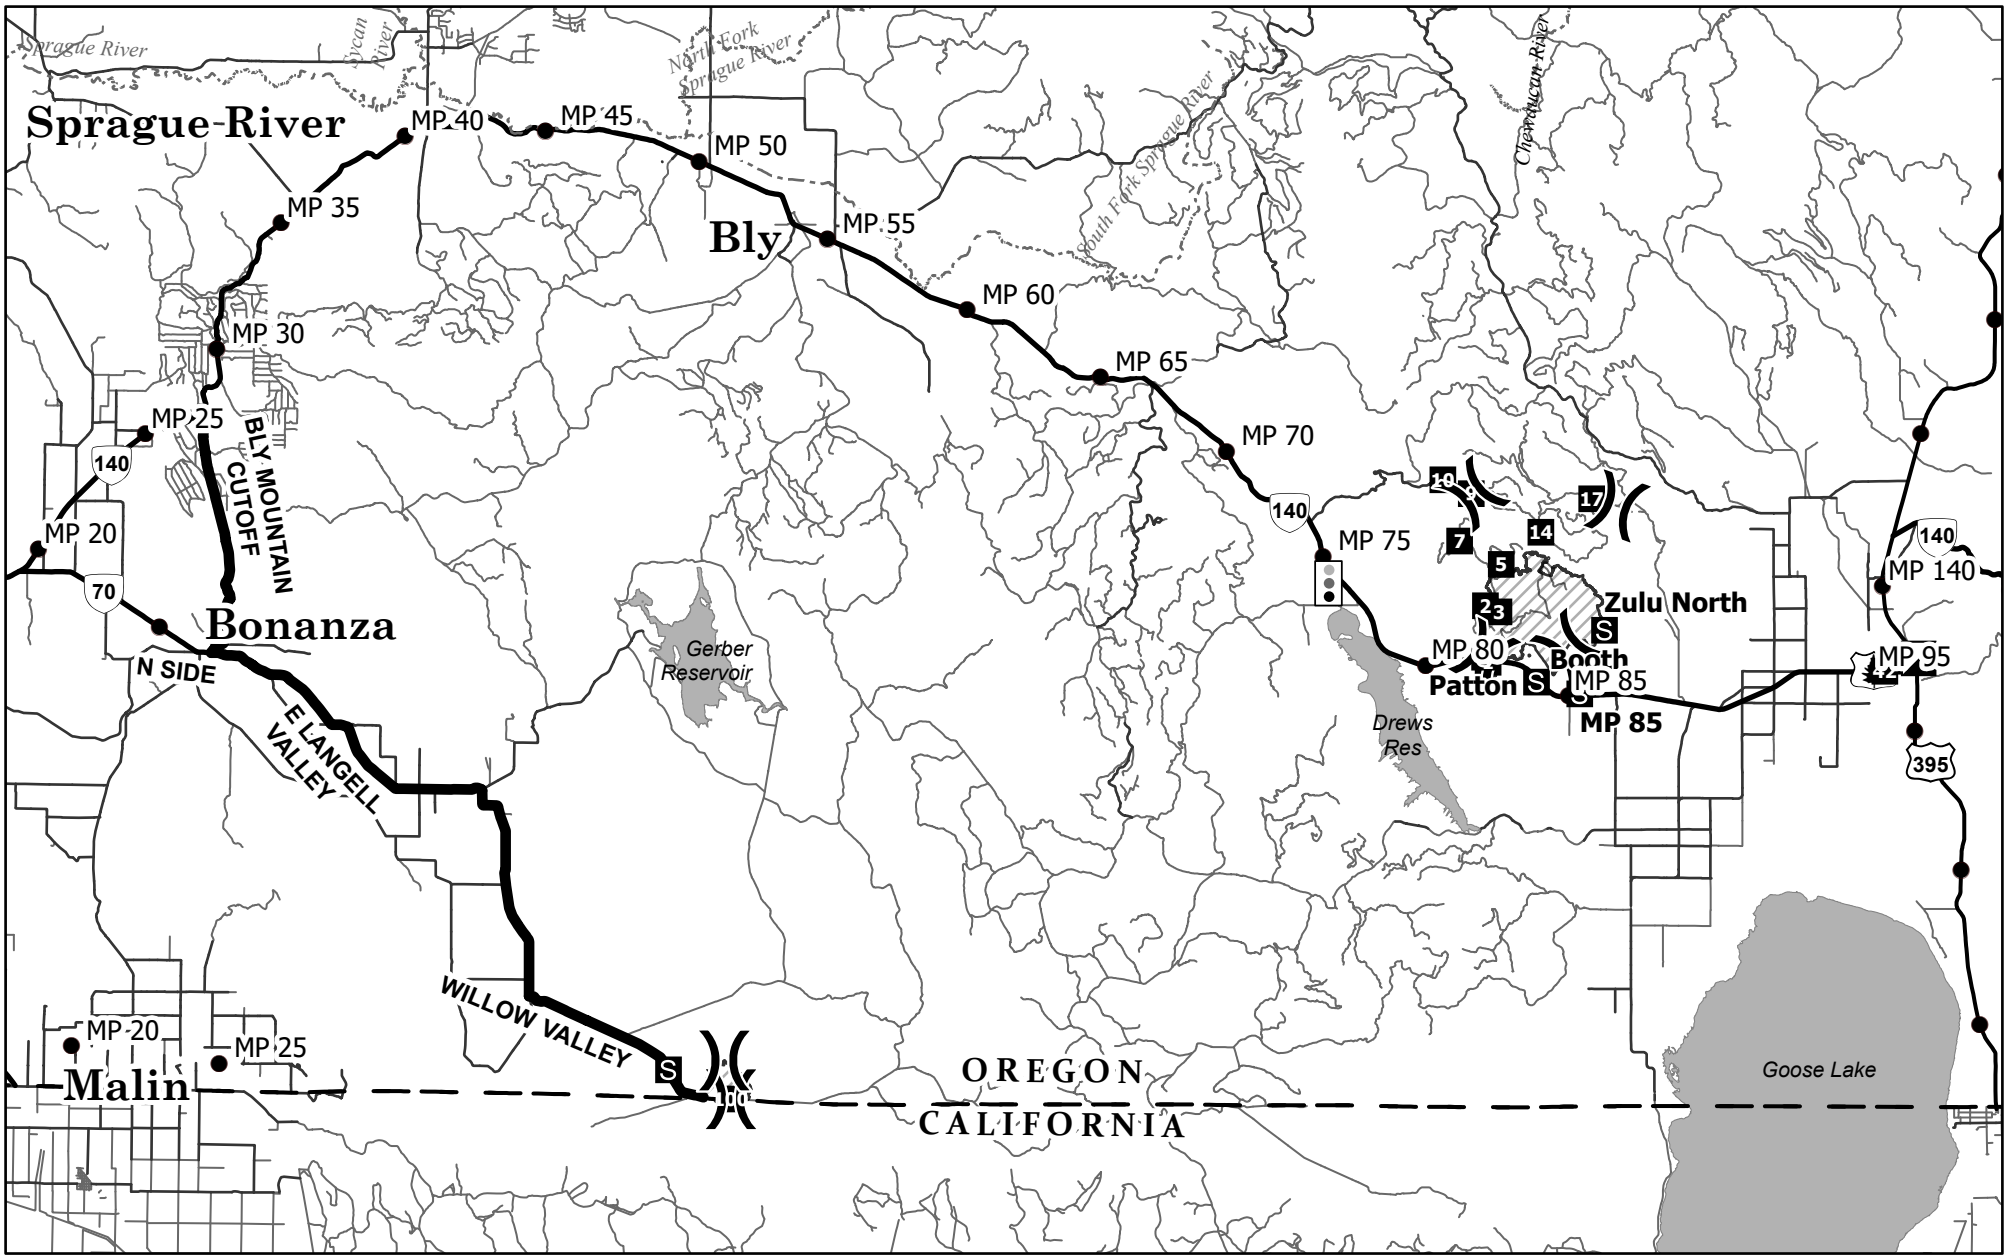 Sprague River
Sycan
River
North Fork
Sprague River
Chewaucan River
South Fork Sprague River
Sprague River
MP 40
MP 45
MP 50
MP 35
Bly
MP 55
MP 60
MP 30
MP 65
MP 25
BLY MOUNTAIN
CUTOFF
140
MP 70
MP 20
140
MP 75
10
9
17
7
14
5
140
MP 140
70
Bonanza
2
3
Zulu North
S
N SIDE
Gerber
Reservoir
MP 80
Booth
MP 95
Patton
S
MP 85
S
MP 85
E LANGELL
VALLEY
Drews
Res
395
WILLOW VALLEY
MP 20
MP 25
Malin
S
100
OREGON
CALIFORNIA
Goose Lake